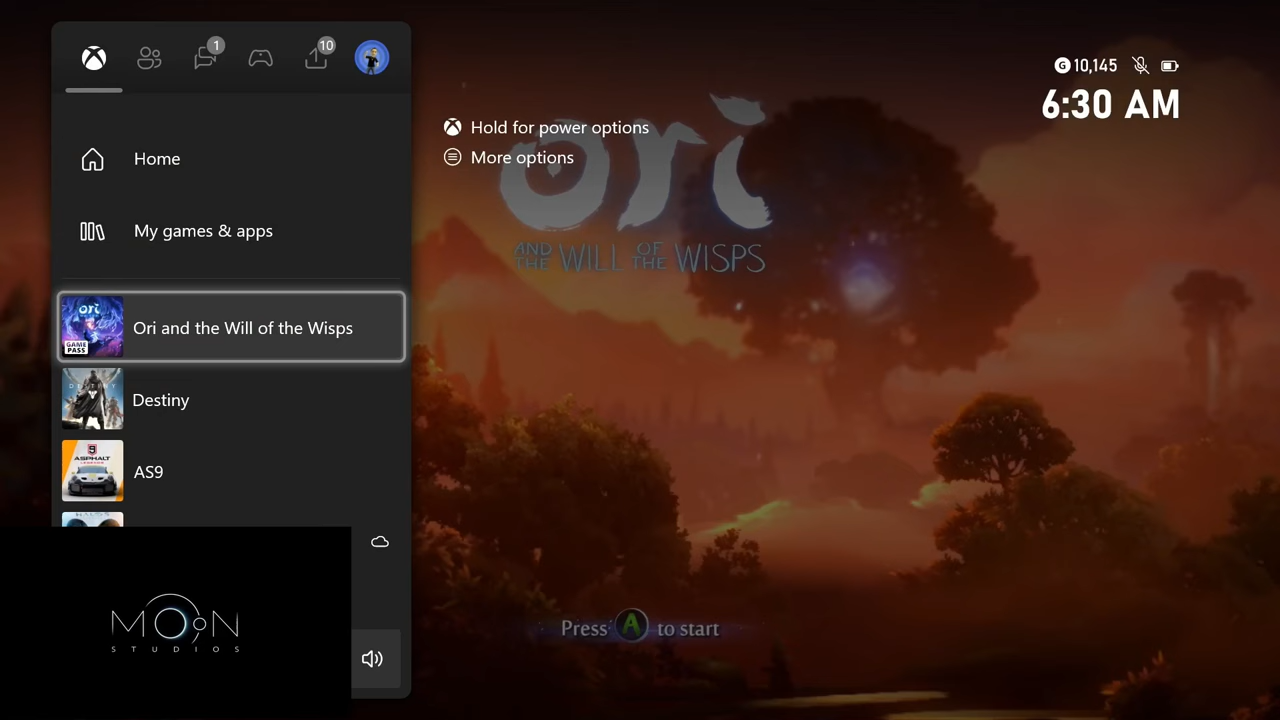 1
10
G 10,145
6:30 AM
Hold for power options
More options
ori
AND THE WILL OF THE WISPS
Home
My games & apps
ori
GAME PASS
Ori and the Will of the Wisps
DESTINY
Destiny
9
ASPHALT
AS9
MOON
STUDIOS
Press A to start